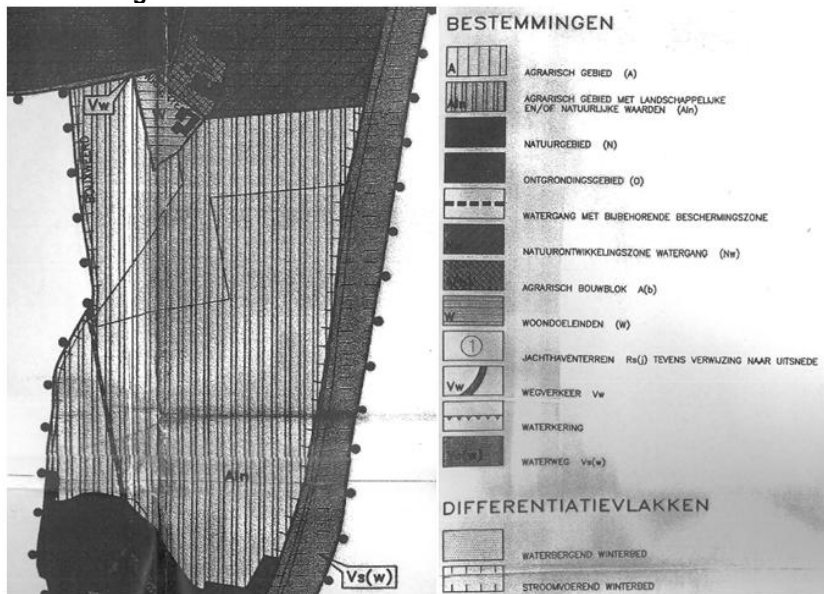 Vw
W
BOUWVEERD
Aln
Vs(w)
BESTEMMINGEN
A
AGRARISCH GEBIED (A)
Aln
AGRARISCH GEBIED MET LANDSCHAPPELIJKE
EN/OF NATUURLIJKE WAARDEN (Aln)
NATUURGEBIED (N)
ONTGRONDINGSGEBIED (O)
WATERGANG MET BIJBEHORENDE BESCHERMINGSZONE
NATUURONTWIKKELINGSZONE WATERGANG (Nw)
AGRARISCH BOUWBLOK A(b)
W
WOONDOELEINDEN (W)
1
JACHTHAVENTERREIN Rs(j) TEVENS VERWIJZING NAAR UITSNEDE
Vw
WEGVERKEER Vw
WATERKERING
Vs(w)
WATERWEG Vs(w)
DIFFERENTIATIEVLAKKEN
WATERBERGEND WINTERBED
STROOMVOEREND WINTERBED